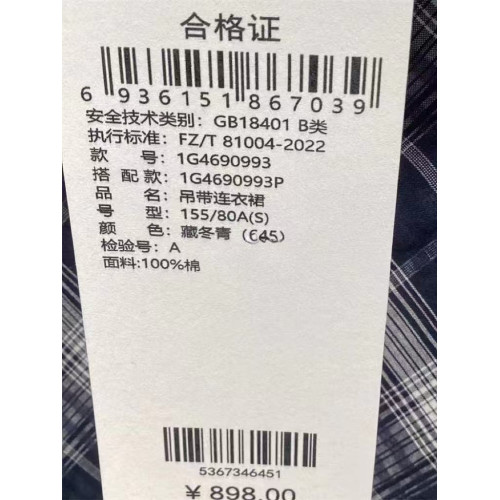 合格证
6 936151 867039
安全技术类别: GB18401 B类
执行标准: FZ/T 81004-2022
款 号: 1G4690993
搭 配 款: 1G4690993P
品 名: 吊带连衣裙
号 型: 155/80A(S)
颜 色: 藏冬青 (645)
检验号: A
面料:100%棉
5367346451
¥ 898.00